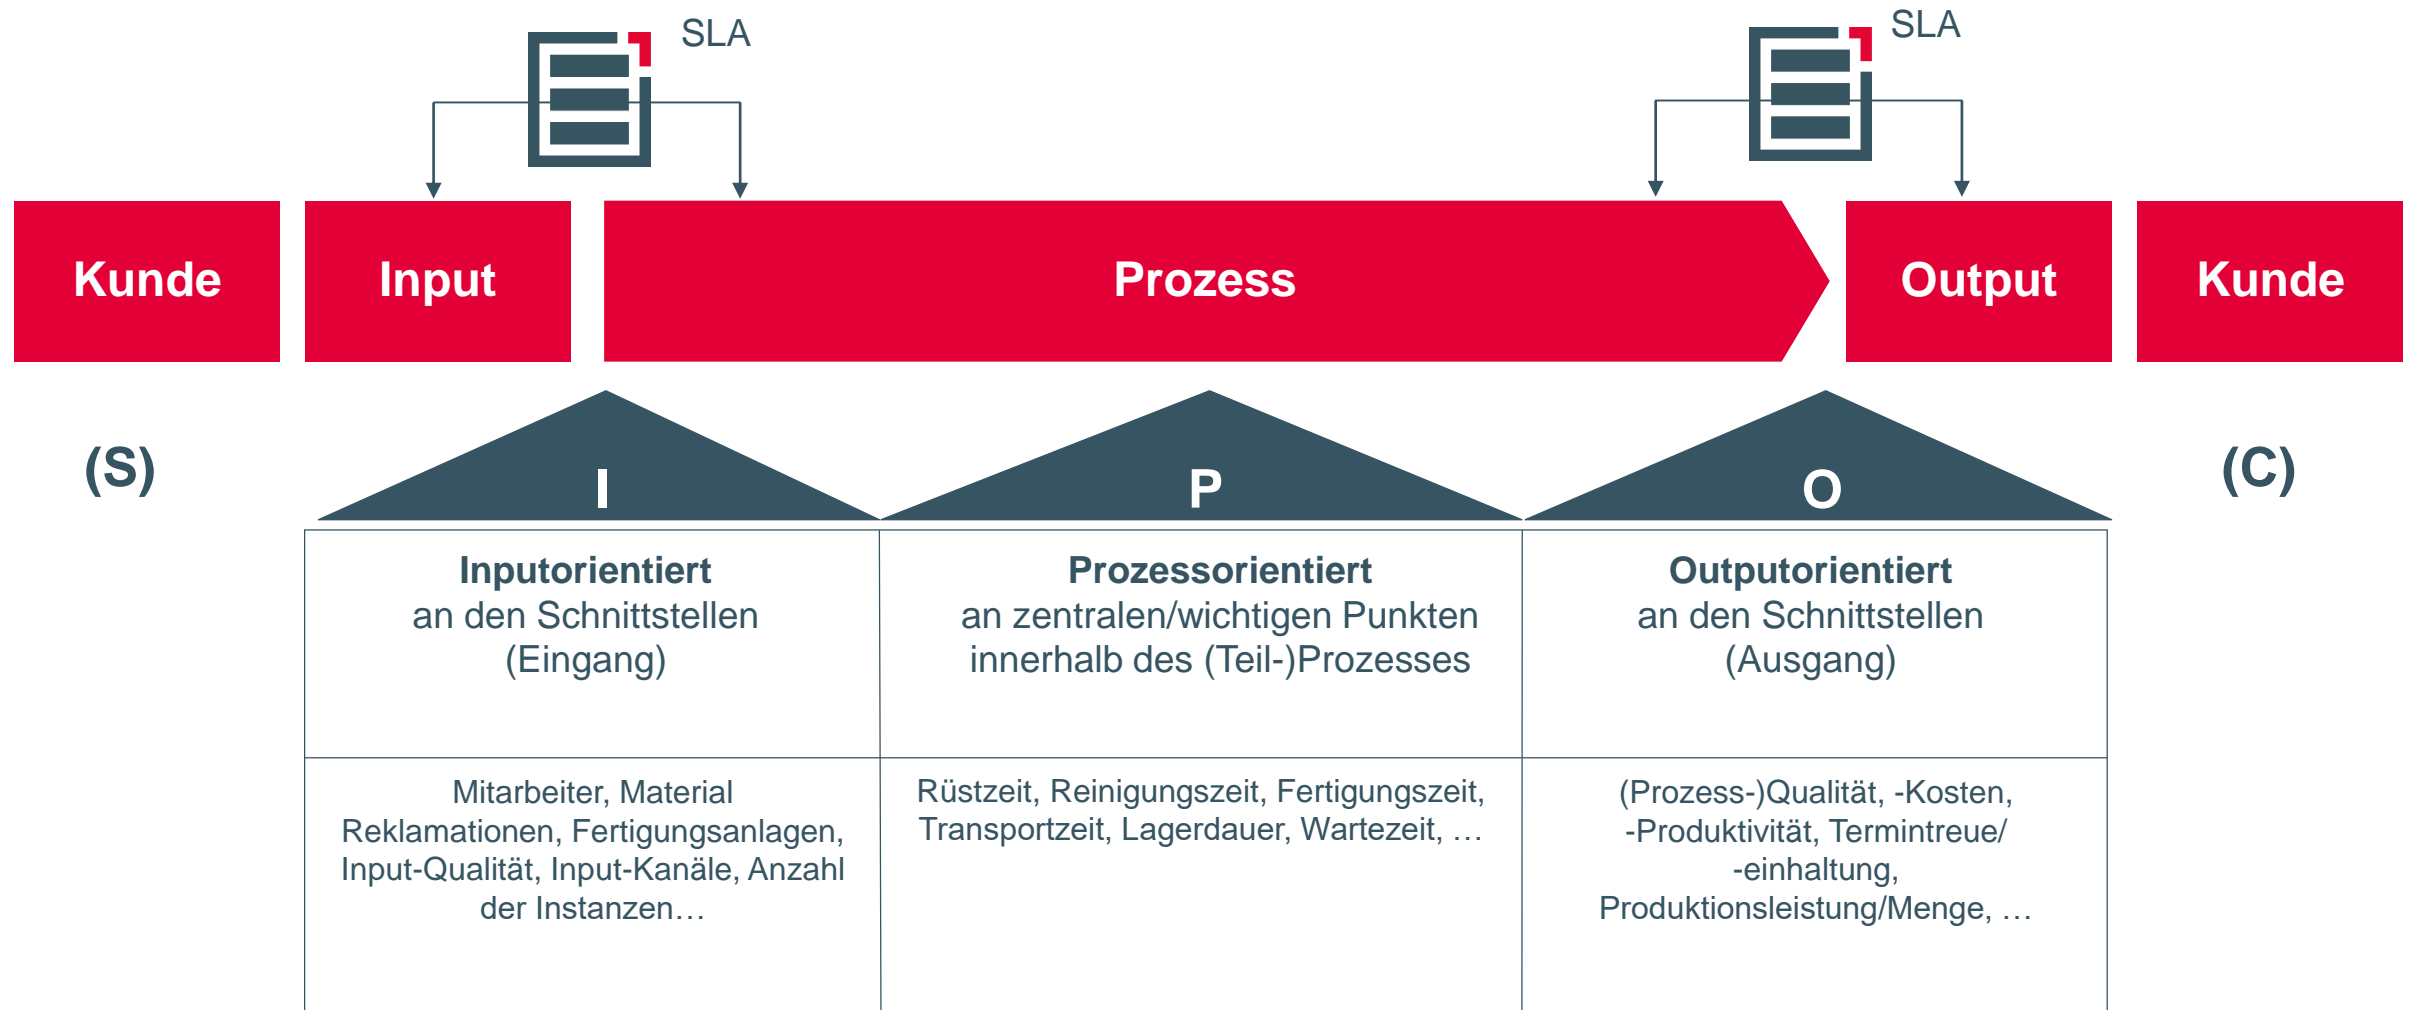 SLA
SLA
Kunde
Input
Prozess
Output
Kunde
(S)
I
P
O
(C)
Inputorientiert
an den Schnittstellen
(Eingang)
Prozessorientiert
an zentralen/wichtigen Punkten
innerhalb des (Teil-)Prozesses
Outputorientiert
an den Schnittstellen
(Ausgang)
Mitarbeiter, Material
Reklamationen, Fertigungsanlagen,
Input-Qualität, Input-Kanäle, Anzahl
der Instanzen…
Rüstzeit, Reinigungszeit, Fertigungszeit,
Transportzeit, Lagerdauer, Wartezeit, …
(Prozess-)Qualität, -Kosten,
-Produktivität, Termintreue/
-einhaltung,
Produktionsleistung/Menge, …